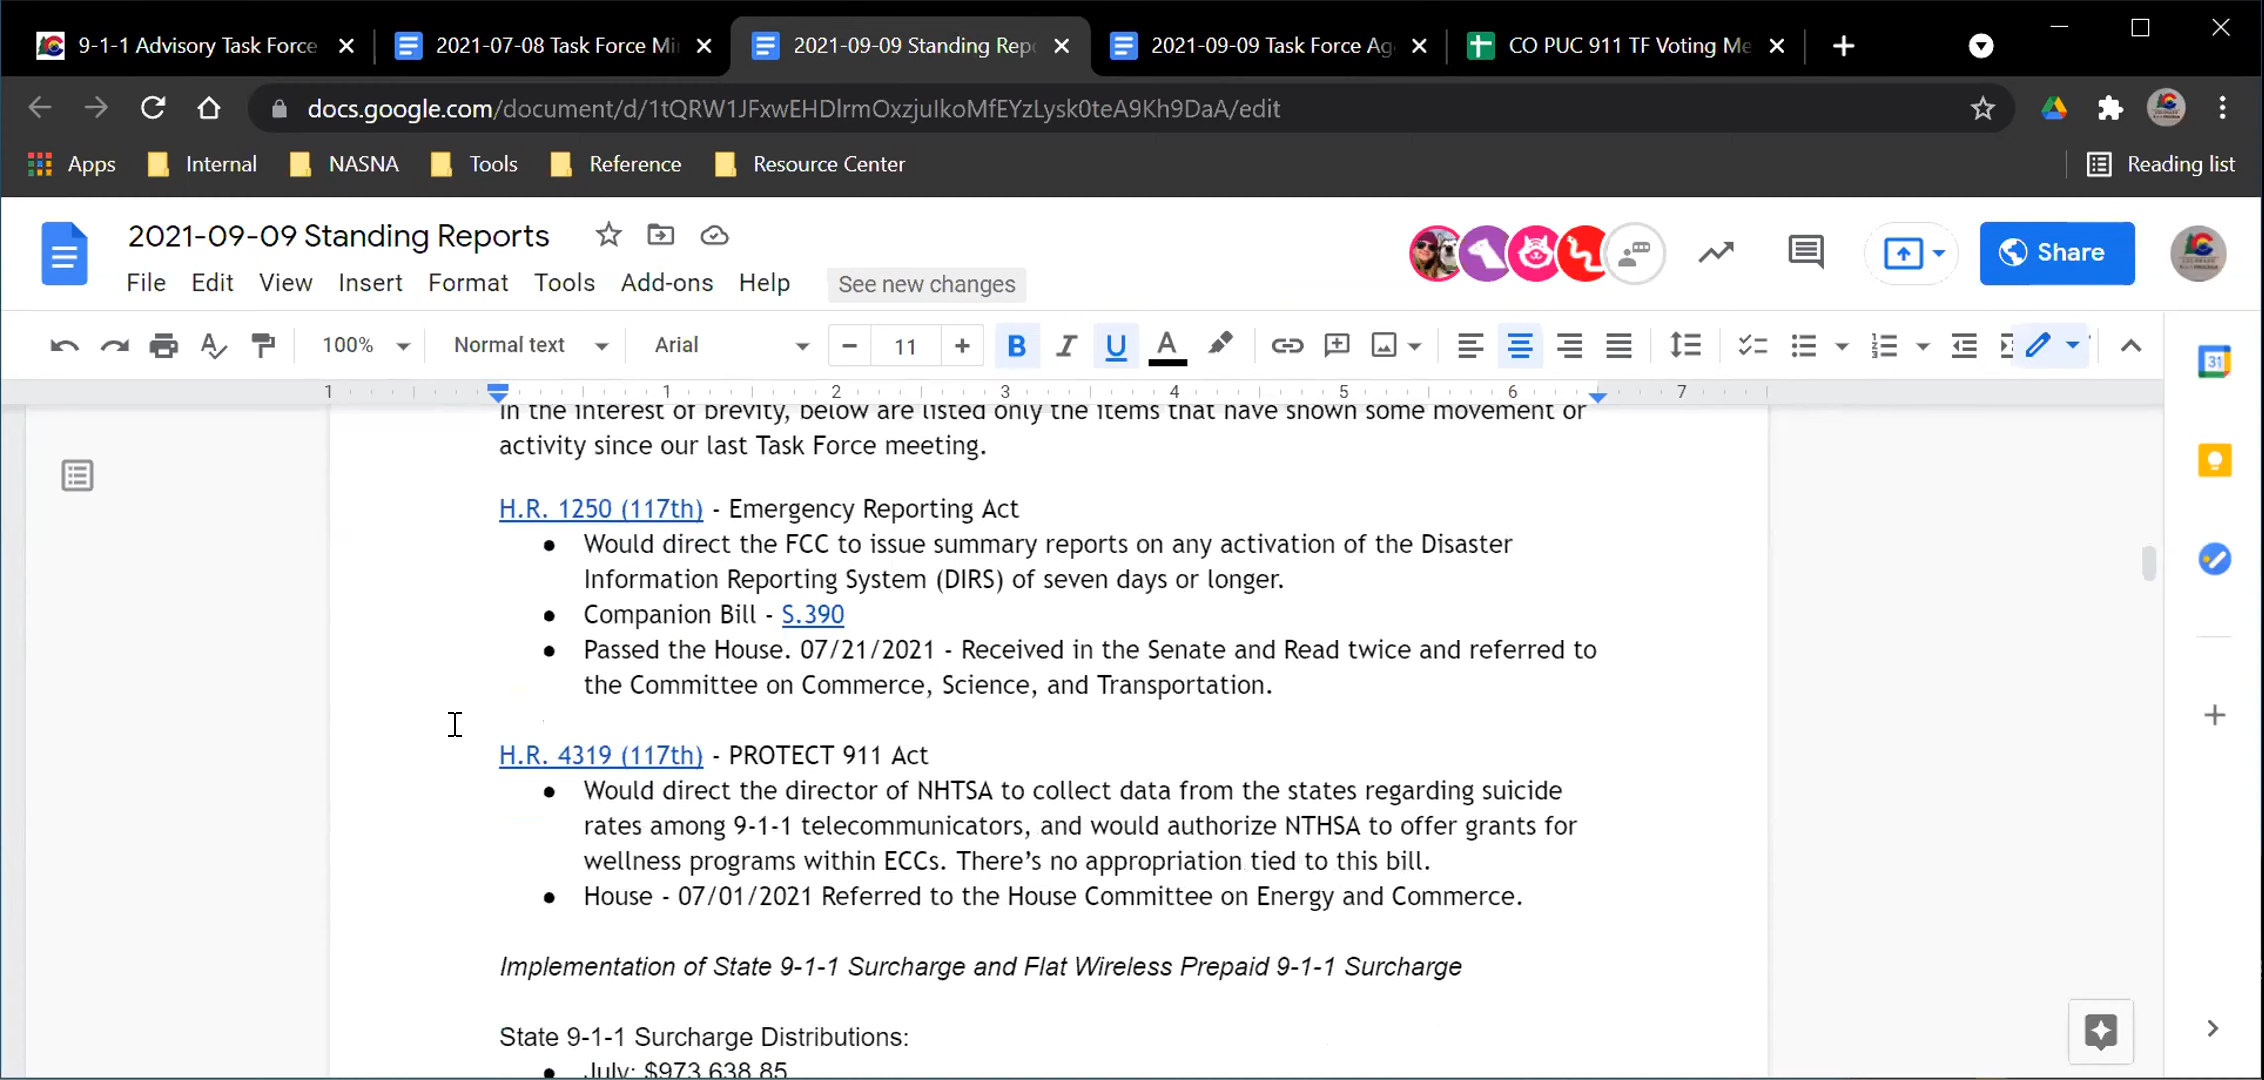 9-1-1 Advisory Task Force
2021-07-08 Task Force Mi
2021-09-09 Standing Rep
2021-09-09 Task Force Ag
CO PUC 911 TF Voting Me
docs.google.com/document/d/1tQRW1JFxwEHDlrmOxzjuIkoMfEYzLysk0teA9Kh9DaA/edit
Apps Internal NASNA Tools Reference Resource Center Reading list
2021-09-09 Standing Reports
Share
File Edit View Insert Format Tools Add-ons Help See new changes
100% Normal text Arial 11 B I U A
31
1 1 2 3 4 5 6 7
In the interest of brevity, below are listed only the items that have shown some movement or
activity since our last Task Force meeting.
H.R. 1250 (117th) - Emergency Reporting Act
● Would direct the FCC to issue summary reports on any activation of the Disaster
Information Reporting System (DIRS) of seven days or longer.
● Companion Bill - S.390
● Passed the House. 07/21/2021 - Received in the Senate and Read twice and referred to
the Committee on Commerce, Science, and Transportation.
H.R. 4319 (117th) - PROTECT 911 Act
● Would direct the director of NHTSA to collect data from the states regarding suicide
rates among 9-1-1 telecommunicators, and would authorize NTHSA to offer grants for
wellness programs within ECCs. There’s no appropriation tied to this bill.
● House - 07/01/2021 Referred to the House Committee on Energy and Commerce.
Implementation of State 9-1-1 Surcharge and Flat Wireless Prepaid 9-1-1 Surcharge
State 9-1-1 Surcharge Distributions:
● July: $973,638.85